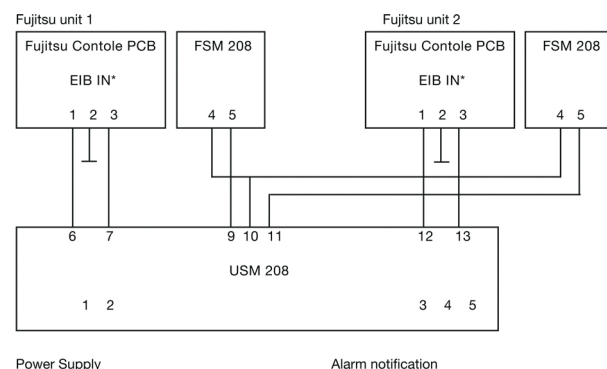 Fujitsu unit 1
Fujitsu unit 2
Fujitsu Contole PCB
FSM 208
Fujitsu Contole PCB
FSM 208
EIB IN*
EIB IN*
1 2 3
4 5
1 2 3
4 5
6 7 9 10 11 12 13
USM 208
1 2 3 4 5
Power Supply
Alarm notification